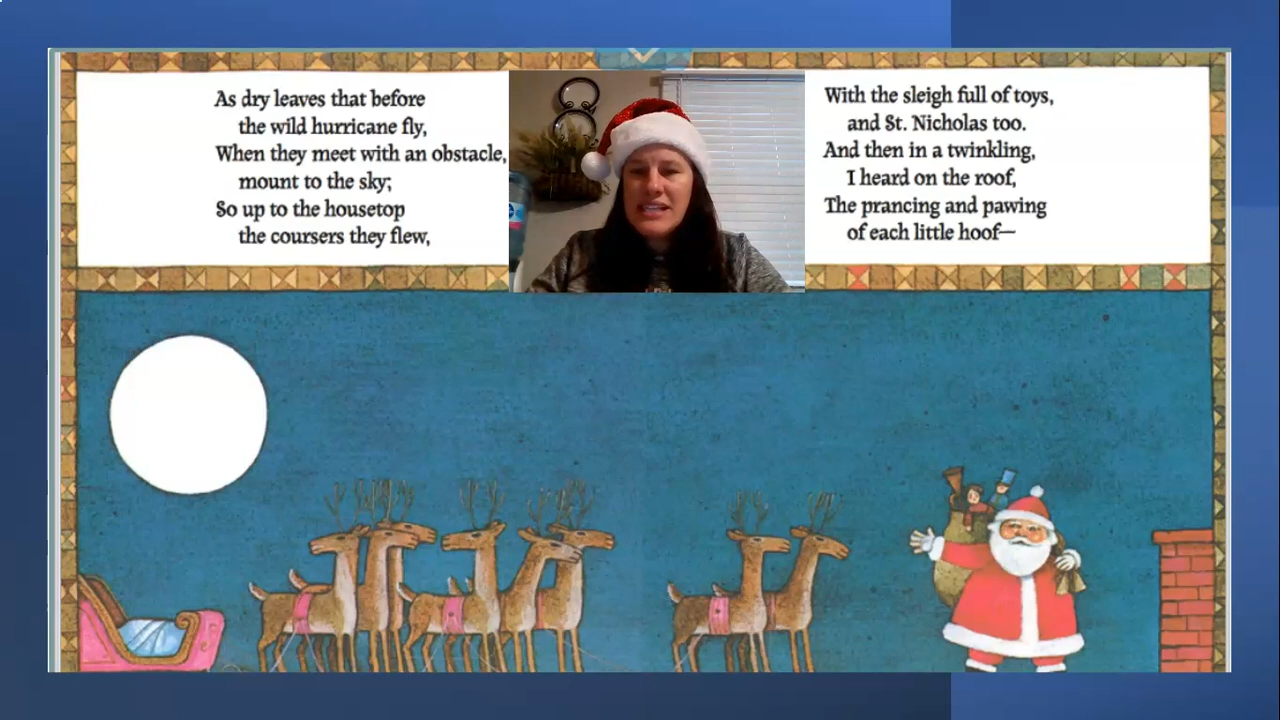 As dry leaves that before
the wild hurricane fly,
When they meet with an obstacle,
mount to the sky;
So up to the housetop
the coursers they flew,
With the sleigh full of toys,
and St. Nicholas too.
And then in a twinkling,
I heard on the roof,
The prancing and pawing
of each little hoof—